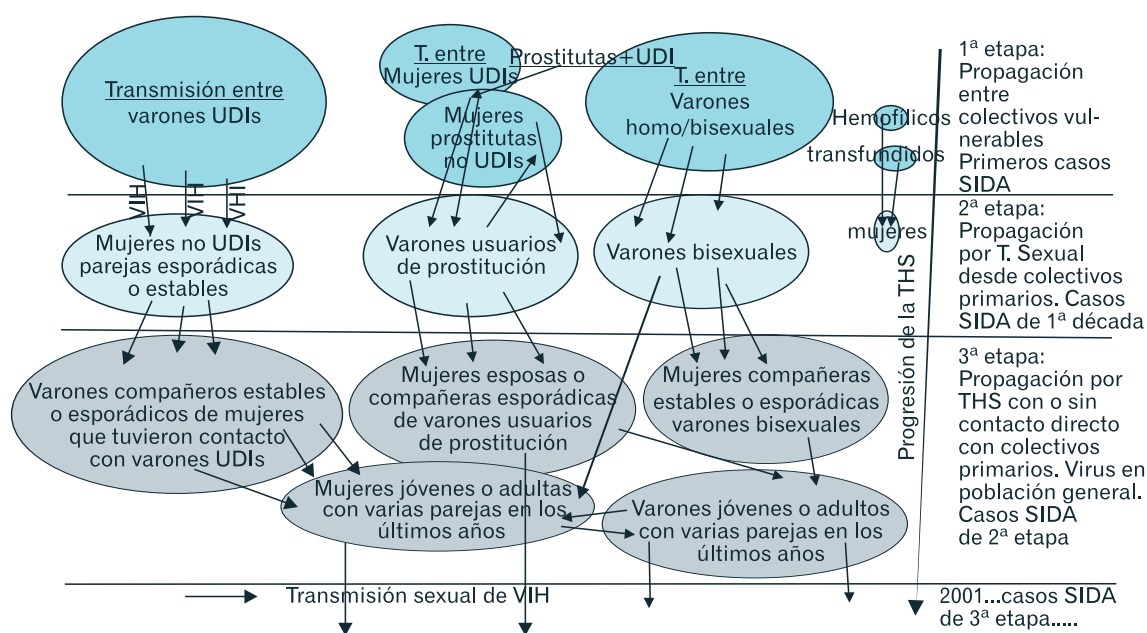 Transmisión entre
varones UDIs
T. entre
Mujeres UDIs
Prostitutas+UDI
Mujeres
prostitutas
no UDIs
T. entre
Varones
homo/bisexuales
Hemofílicos
transfundidos
1ª etapa:
Propagación
entre
colectivos vul-
nerables
Primeros casos
SIDA
VIH
VIH
VHI
Mujeres no UDIs
parejas esporádicas
o estables
Varones usuarios
de prostitución
Varones bisexuales
mujeres
2ª etapa:
Propagación
por T. Sexual
desde colectivos
primarios. Casos
SIDA de 1ª década
Progresión de la THS
Varones compañeros estables
o esporádicos de mujeres
que tuvieron contacto
con varones UDIs
Mujeres esposas o
compañeras esporádicas
de varones usuarios
de prostitución
Mujeres compañeras
estables o esporádicas
varones bisexuales
3ª etapa:
Propagación por
THS con o sin
contacto directo
con colectivos
primarios. Virus en
población general.
Casos SIDA
de 2ª etapa
Mujeres jóvenes o adultas
con varias parejas en los
últimos años
Varones jóvenes o adultos
con varias parejas en los
últimos años
Transmisión sexual de VIH
2001...casos SIDA
de 3ª etapa.....